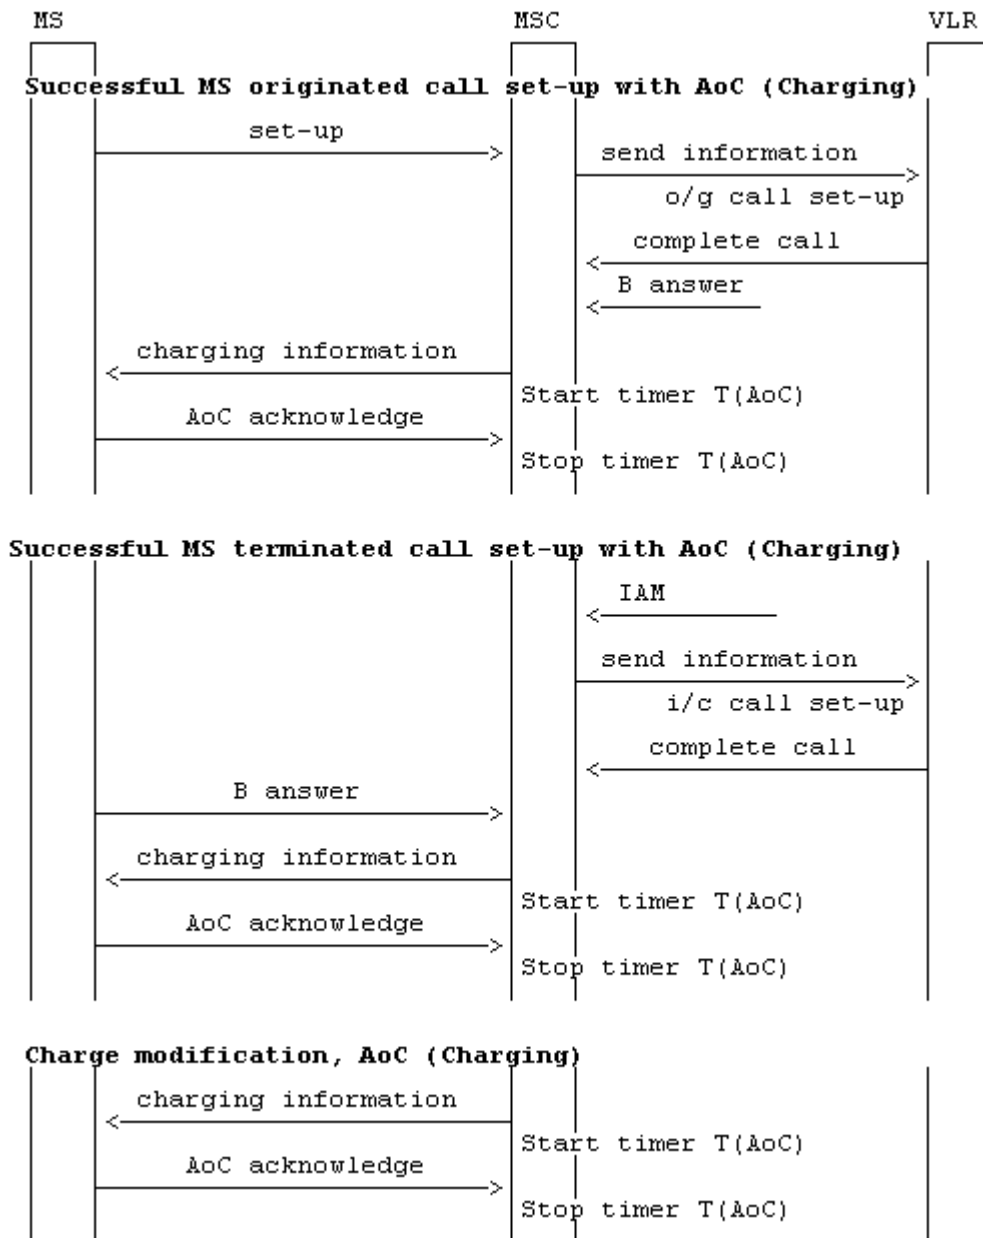 MS MSC VLR
Successful MS originated call set-up with AoC (Charging)
set-up
send information
o/g call set-up
complete call
B answer
charging information
Start timer T(AoC)
AoC acknowledge
Stop timer T(AoC)
Successful MS terminated call set-up with AoC (Charging)
IAM
send information
i/c call set-up
complete call
B answer
charging information
Start timer T(AoC)
AoC acknowledge
Stop timer T(AoC)
Charge modification, AoC (Charging)
charging information
Start timer T(AoC)
AoC acknowledge
Stop timer T(AoC)